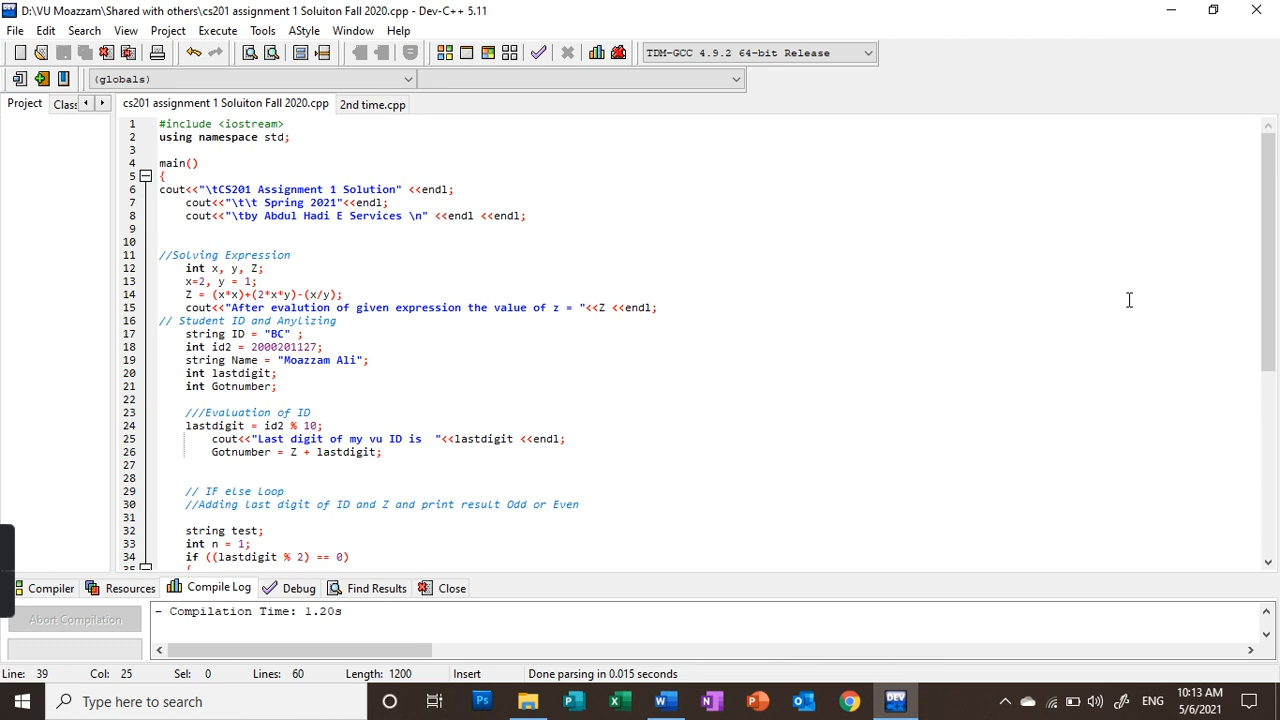 D:\VU Moazzam\Shared with others\cs201 assignment 1 Soluiton Fall 2020.cpp - Dev-C++ 5.11
File Edit Search View Project Execute Tools AStyle Window Help
TDM-GCC 4.9.2 64-bit Release
(globals)
Project Clas
cs201 assignment 1 Soluiton Fall 2020.cpp 2nd time.cpp
1 #include <iostream>
2 using namespace std;
3
4 main()
5 {
6 cout<<"\tCS201 Assignment 1 Solution" <<endl;
7 cout<<"\t\t Spring 2021"<<endl;
8 cout<<"\tby Abdul Hadi E Services \n" <<endl <<endl;
9
10
11 //Solving Expression
12 int x, y, Z;
13 x=2, y = 1;
14 Z = (x*x)+(2*x*y)-(x/y);
15 cout<<"After evalution of given expression the value of z = "<<Z <<endl;
16 // Student ID and Anylizing
17 string ID = "BC" ;
18 int id2 = 2000201127;
19 string Name = "Moazzam Ali";
20 int lastdigit;
21 int Gotnumber;
22
23 ///Evaluation of ID
24 lastdigit = id2 % 10;
25 cout<<"Last digit of my vu ID is  "<<lastdigit <<endl;
26 Gotnumber = Z + lastdigit;
27
28
29 // IF else Loop
30 //Adding last digit of ID and Z and print result Odd or Even
31
32 string test;
33 int n = 1;
34 if ((lastdigit % 2) == 0)
35 {
Compiler Resources Compile Log Debug Find Results Close
Abort Compilation
- Compilation Time: 1.20s
Line: 39 Col: 25 Sel: 0 Lines: 60 Length: 1200 Insert Done parsing in 0.015 seconds
Type here to search
ENG
10:13 AM
5/6/2021